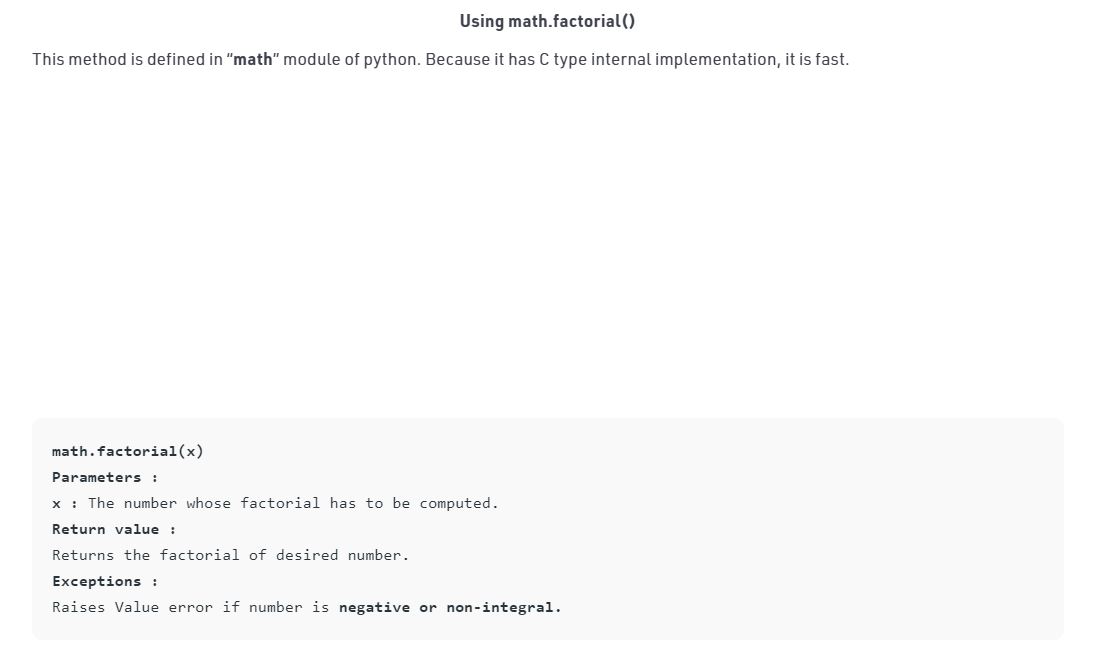 Using math.factorial()
This method is defined in “math” module of python. Because it has C type internal implementation, it is fast.
math.factorial(x)
Parameters :
x : The number whose factorial has to be computed.
Return value :
Returns the factorial of desired number.
Exceptions :
Raises Value error if number is negative or non-integral.